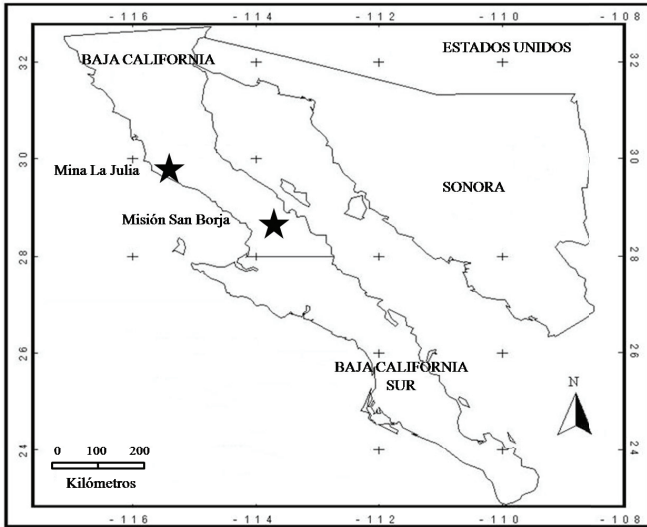 -116 -114 -112 -110 -108
ESTADOS UNIDOS
BAJA CALIFORNIA
32 32
30 30
Mina La Julia
SONORA
Misión San Borja
28 28
26 26
BAJA CALIFORNIA
SUR
N
24 24
0 100 200
Kilómetros
-116 -114 -112 -110 -108